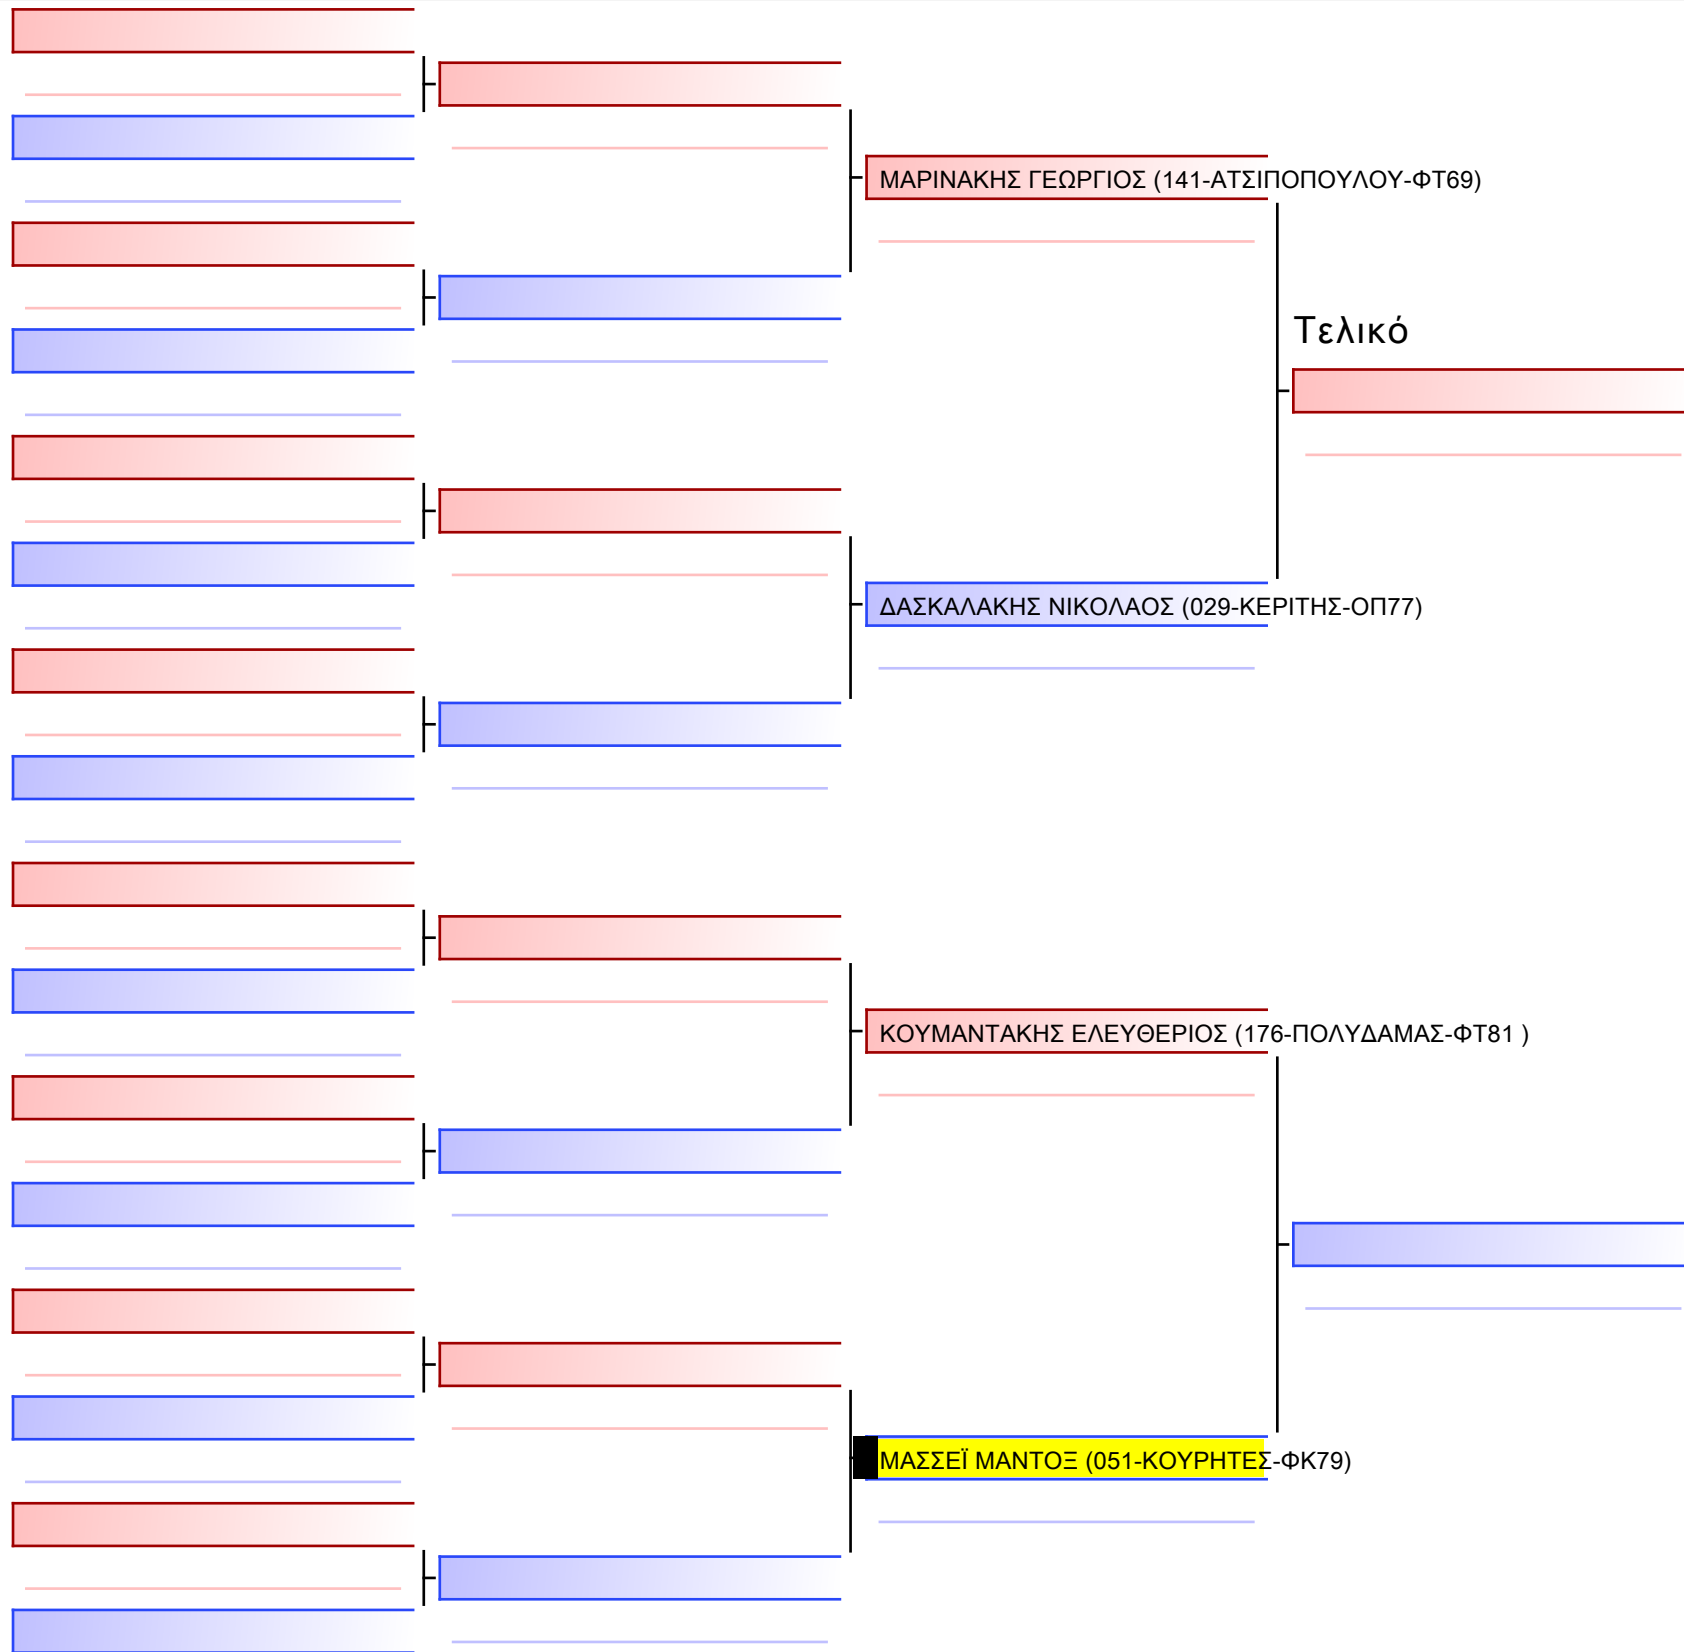 ΜΑΡΙΝΑΚΗΣ ΓΕΩΡΓΙΟΣ (141-ΑΤΣΙΠΟΠΟΥΛΟΥ-ΦΤ69)
Τελικό
ΔΑΣΚΑΛΑΚΗΣ ΝΙΚΟΛΑΟΣ (029-ΚΕΡΙΤΗΣ-ΟΠ77)
ΚΟΥΜΑΝΤΑΚΗΣ ΕΛΕΥΘΕΡΙΟΣ (176-ΠΟΛΥΔΑΜΑΣ-ΦΤ81 )
ΜΑΣΣΕΪ ΜΑΝΤΟΞ (051-ΚΟΥΡΗΤΕΣ-ΦΚ79)